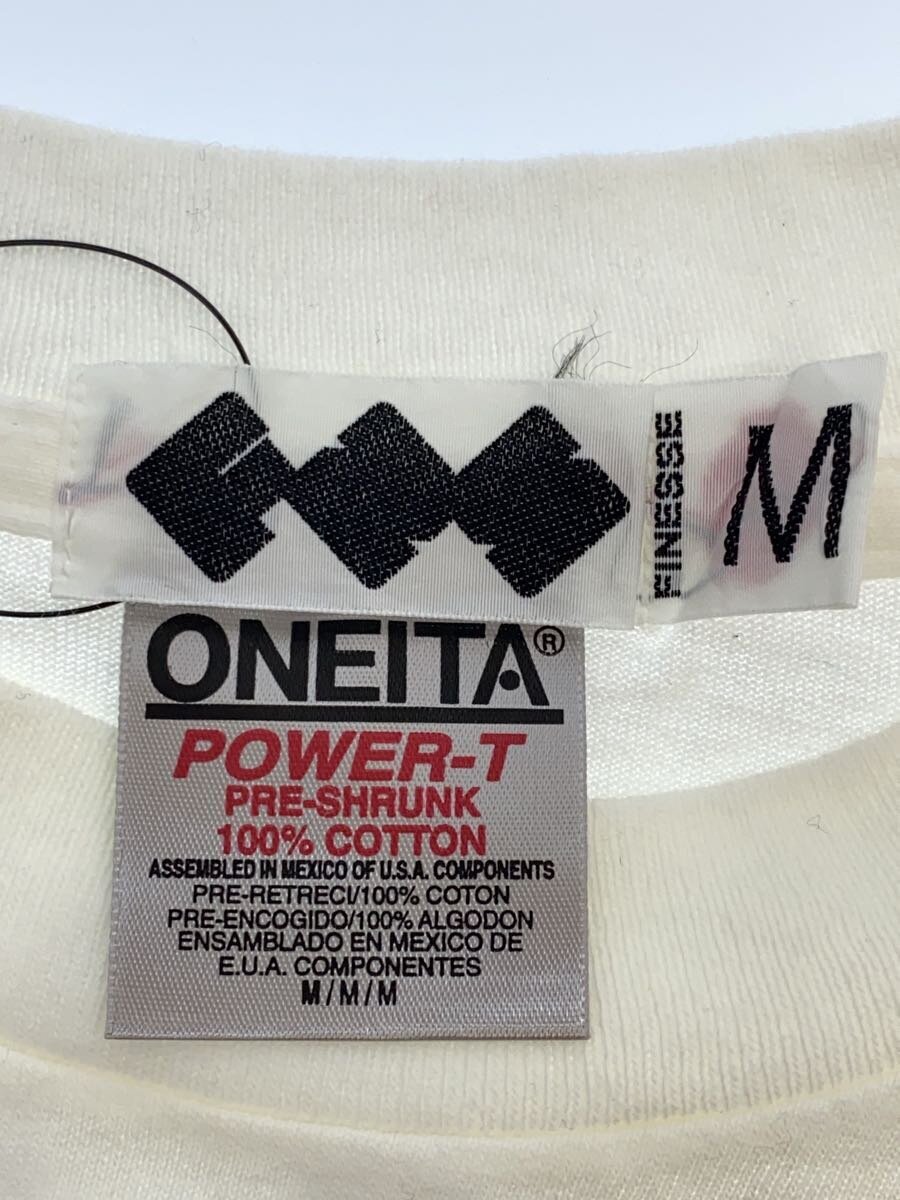 FINESSE
M
ONEITA®
POWER-T
PRE-SHRUNK
100% COTTON
ASSEMBLED IN MEXICO OF U.S.A. COMPONENTS
PRE-RETRECI/100% COTON
PRE-ENCOGIDO/100% ALGODON
ENSAMBLADO EN MEXICO DE
E.U.A. COMPONENTES
M/M/M